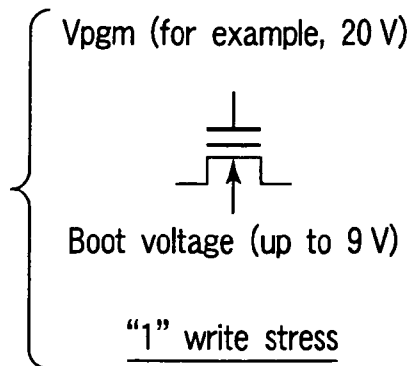 Vpgm (for example, 20 V)
Boot voltage (up to 9 V)
“1” write stress